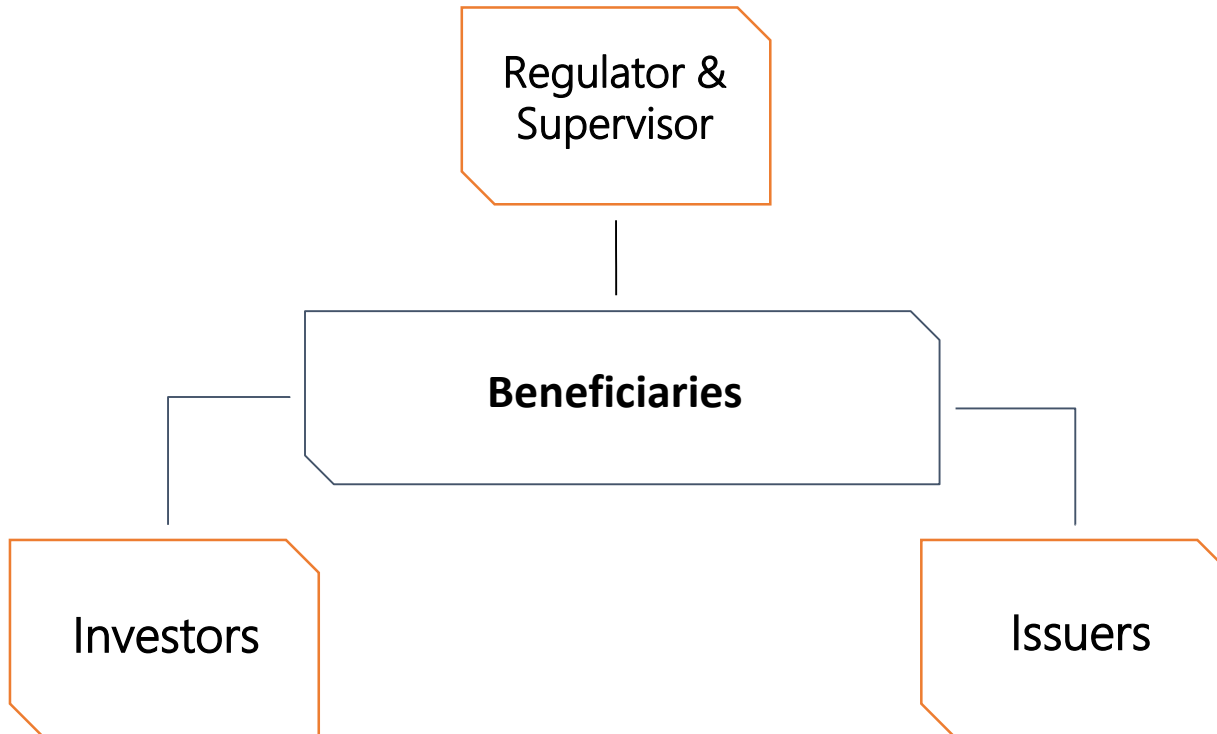 Regulator &
Supervisor
Beneficiaries
Investors
Issuers